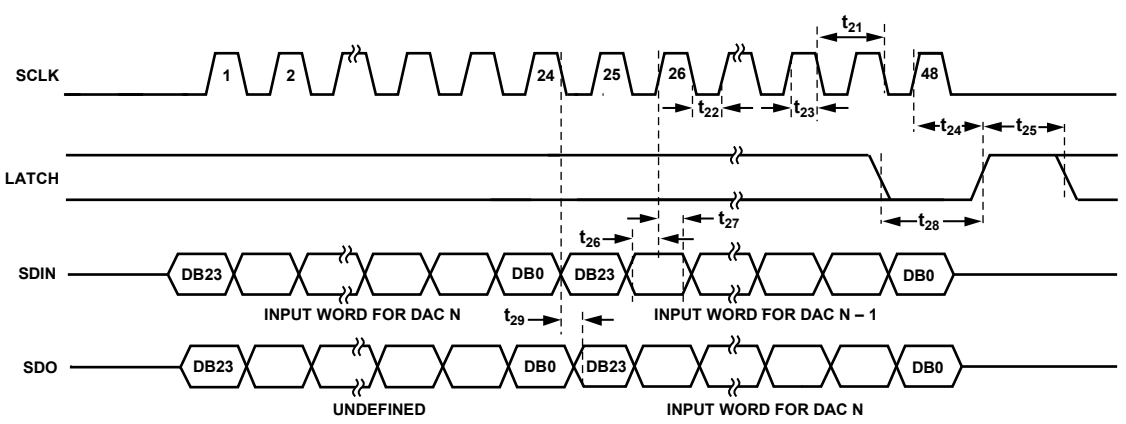 t21
SCLK 1 2 24 25 26 48
t22 t23 t24 t25
LATCH
t27 t28
t26
SDIN DB23 DB0 DB23 DB0
INPUT WORD FOR DAC N INPUT WORD FOR DAC N – 1
t29
SDO DB23 DB0 DB23 DB0
UNDEFINED INPUT WORD FOR DAC N